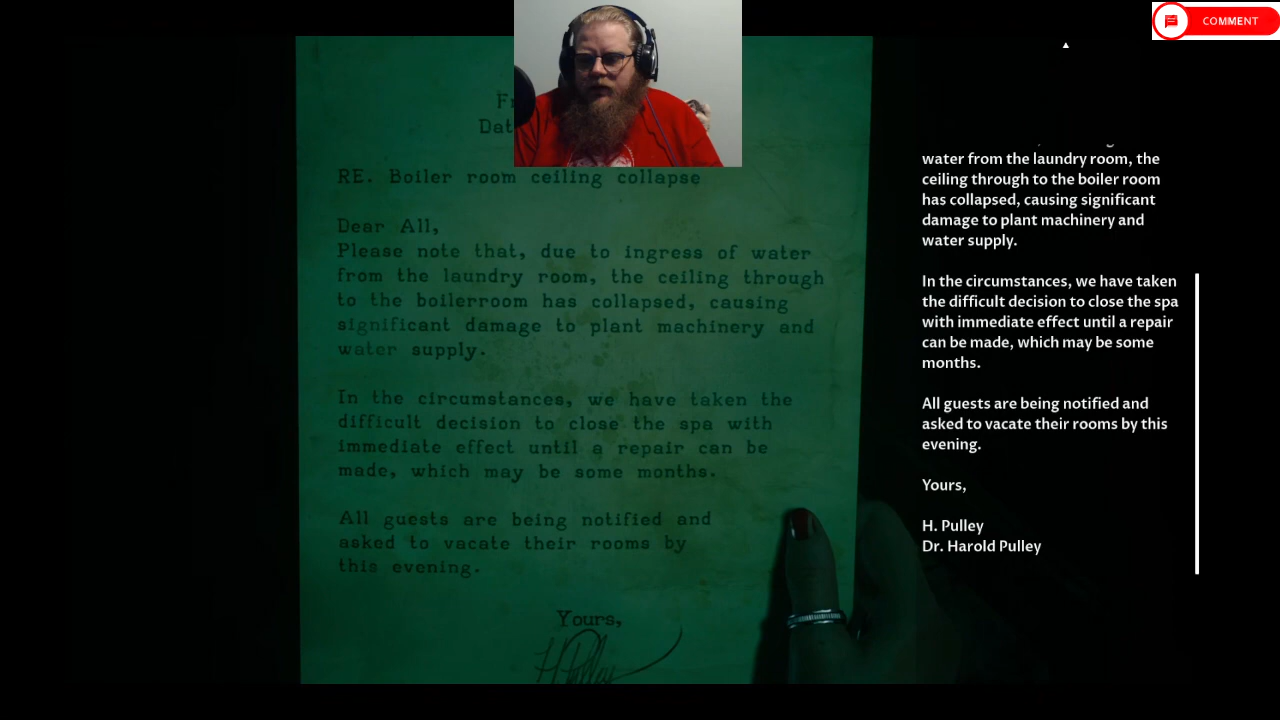 COMMENT
Dat
RE. Boiler room ceiling collapse
Dear All,
Please note that, due to ingress of water
from the laundry room, the ceiling through
to the boilerroom has collapsed, causing
significant damage to plant machinery and
water supply.
In the circumstances, we have taken the
difficult decision to close the spa with
immediate effect until a repair can be
made, which may be some months.
All guests are being notified and
asked to vacate their rooms by
this evening.
Yours,
H Pulley
water from the laundry room, the
ceiling through to the boiler room
has collapsed, causing significant
damage to plant machinery and
water supply.
In the circumstances, we have taken
the difficult decision to close the spa
with immediate effect until a repair
can be made, which may be some
months.
All guests are being notified and
asked to vacate their rooms by this
evening.
Yours,
H. Pulley
Dr. Harold Pulley